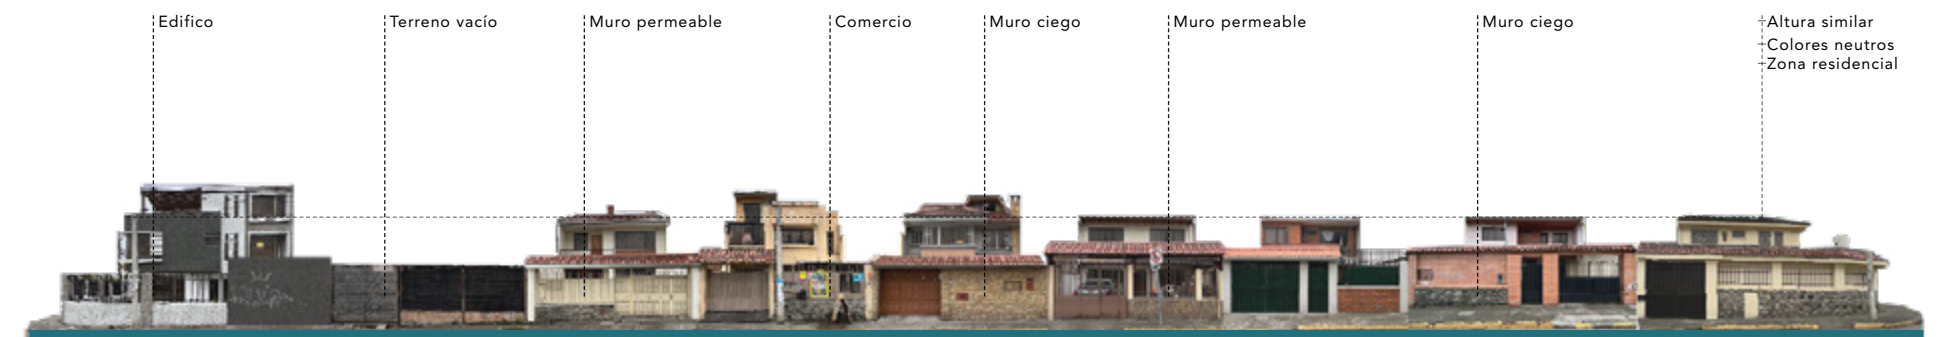 Edifico
Terreno vacío
Muro permeable
Comercio
Muro ciego
Muro permeable
Muro ciego
Altura similar
Colores neutros
Zona residencial